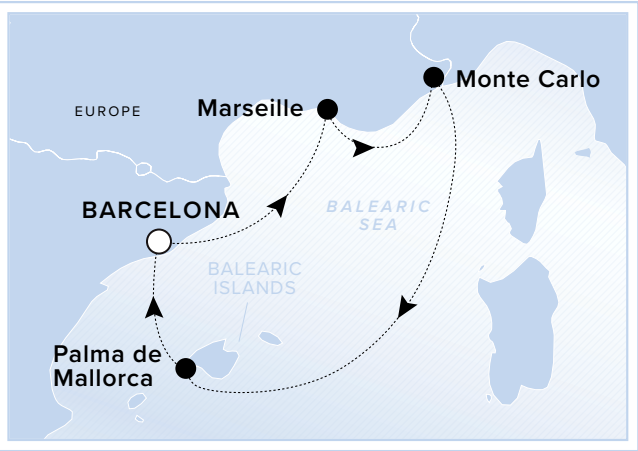 Monte Carlo
Marseille
EUROPE
BARCELONA
BALEARIC
SEA
BALEARIC
ISLANDS
Palma de
Mallorca